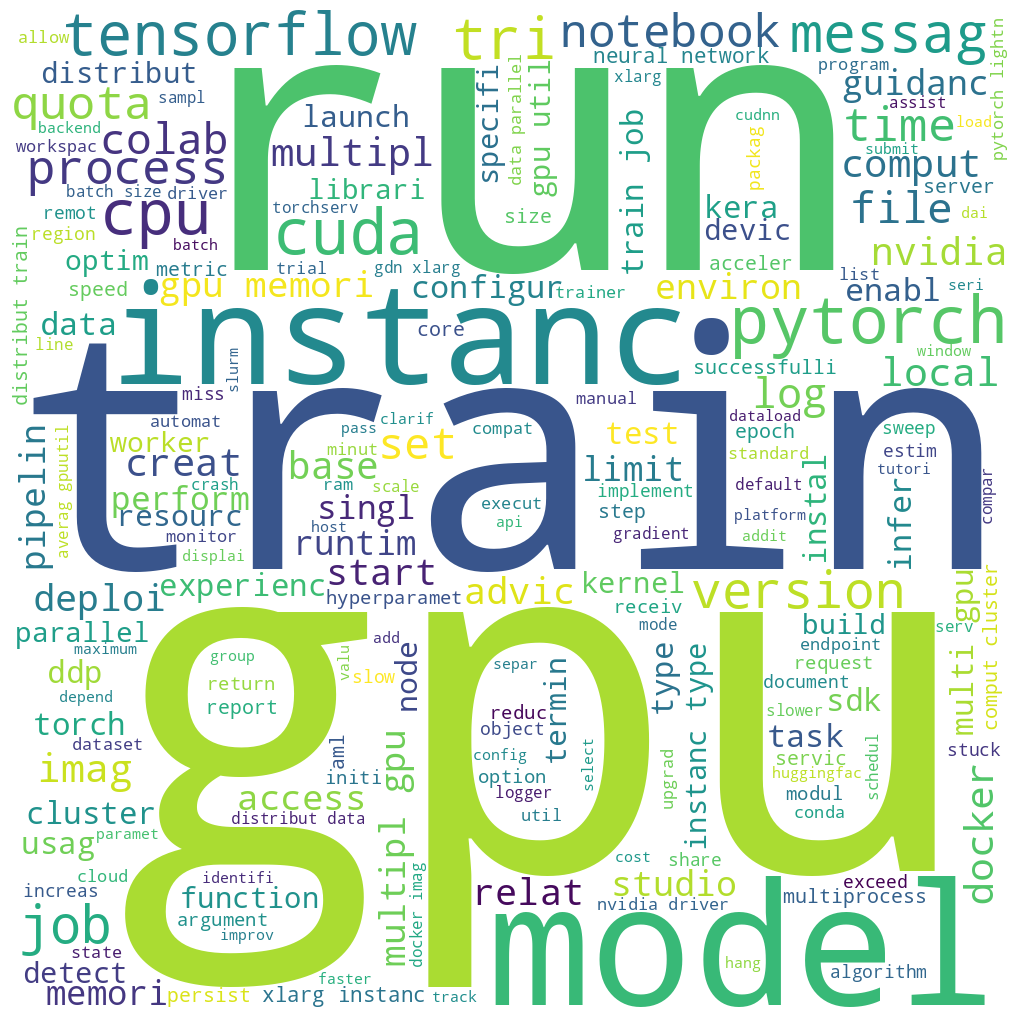 allow
tensorflow
tri
notebook
messag
run
distribut
quota
sampl
backend
workspac
colab
process
launch
multipl
specifi
data parallel
gpu util
neural network
xlarg
train job
cudnn
packag
program
guidanc
assist
time
load
submit
pytorch lightn
comput
server
batch size
driver
librari
cpu
remot
region
torchserv
cuda
size
kera
devic
file
dai
batch
optim
metric
trial
gdn xlarg
acceler
nvidia
list
seri
speed
gpu memori
configur
trainer
environ
enabl
distribut train
data
line
instanc
core
pytorch
successfulli
window
local
slurm
miss
train
manual
log
dataload
automat
clarif
pass
compat
epoch
sweep
worker
set
minut
test
standard
estim
tutori
pipelin
averag gpuutil
creat
crash
base
ram
scale
limit
implement
default
instal
infer
compar
perform
resourc
singl
host
execut
api
step
gradient
platform
addit
monitor
displai
runtim
experienc
start
hyperparamet
advic
kernel
receiv
mode
version
multi gpu
comput cluster
deploi
parallel
maximum
gpu
add
build
endpoint
serv
ddp
depend
group
return
report
valu
slow
node
separ
termin
type
instanc type
request
document
sdk
slower
torch
dataset
aml
initi
reduc
object
config
option
logger
util
select
upgrad
task
servic
huggingfac
modul
conda
schedul
stuck
imag
access
distribut data
multipl gpu
cluster
usag
paramet
docker
cloud
increas
identifi
function
argument
improv
docker imag
relat
cost
share
studio
nvidia driver
exceed
multiprocess
job
state
detect
memori
persist
faster
xlarg instanc
track
model
hang
algorithm